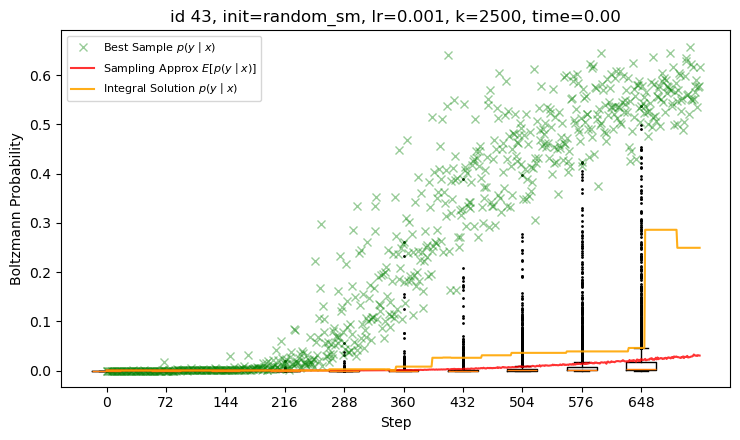 id 43, init=random_sm, lr=0.001, k=2500, time=0.00
Best Sample p(y | x)
Sampling Approx E[p(y | x)]
Integral Solution p(y | x)
Boltzmann Probability
0.6
0.5
0.4
0.3
0.2
0.1
0.0
0 72 144 216 288 360 432 504 576 648
Step